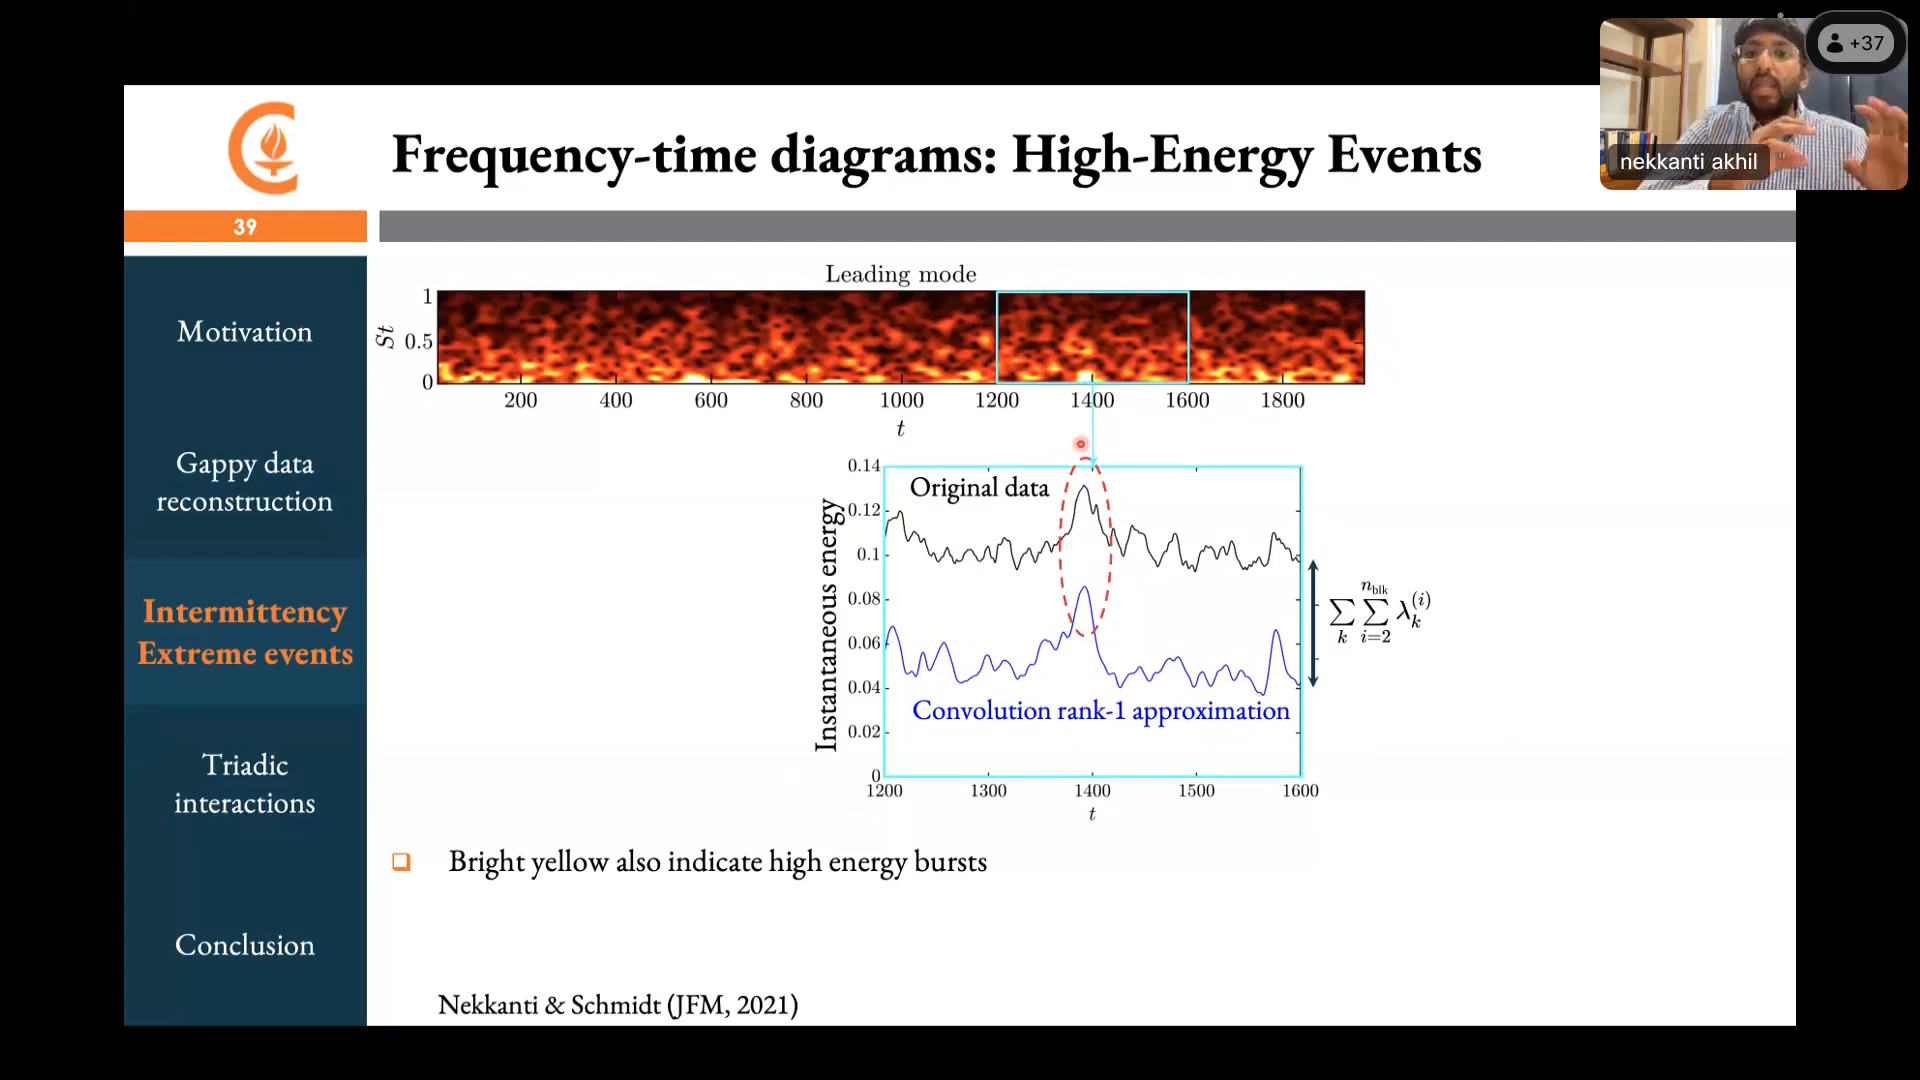 +37
nekkanti akhil
Frequency-time diagrams: High-Energy Events
39
Motivation
Gappy data
reconstruction
Intermittency
Extreme events
Triadic
interactions
Conclusion
Leading mode
St
1
0.5
0
200 400 600 800 1000 1200 1400 1600 1800
t
Instantaneous energy
0.14
0.12
0.1
0.08
0.06
0.04
0.02
0
Original data
Convolution rank-1 approximation
1200 1300 1400 1500 1600
t
∑_k ∑_{i=2}^{n_blk} λ_k^{(i)}
Bright yellow also indicate high energy bursts
Nekkanti & Schmidt (JFM, 2021)